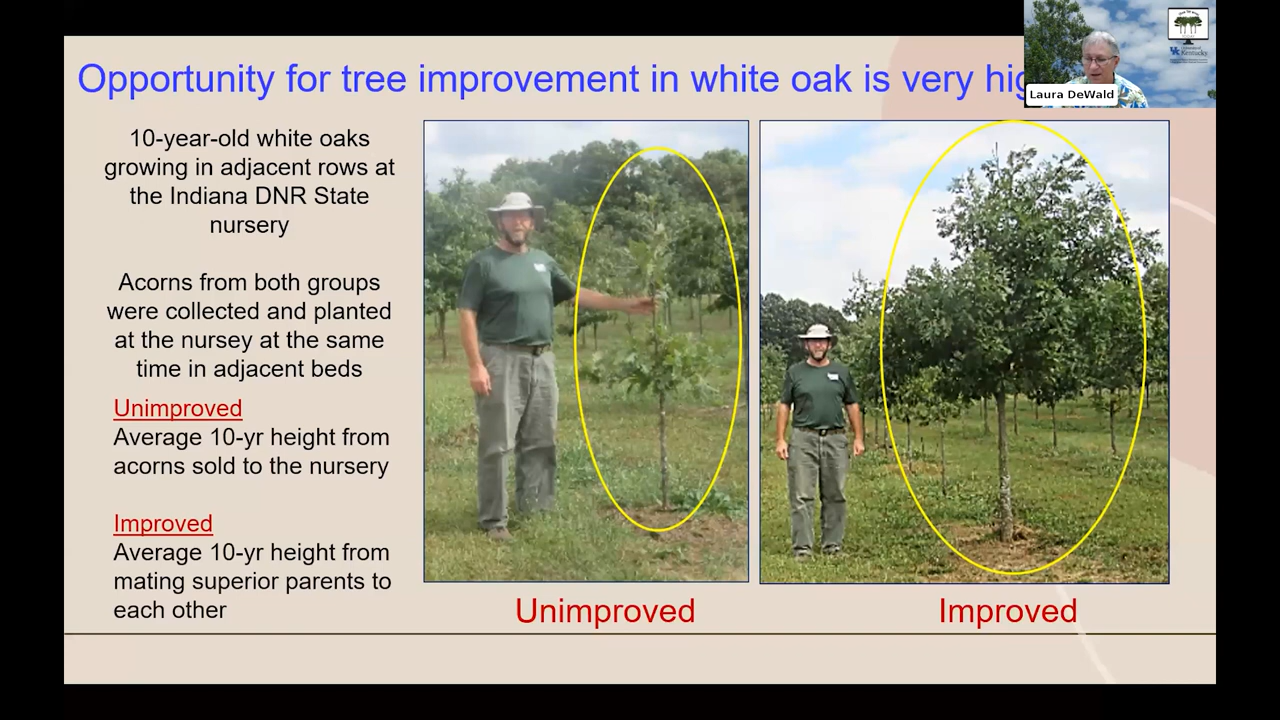 Opportunity for tree improvement in white oak is very
Laura DeWald
Kentucky
10-year-old white oaks
growing in adjacent rows at
the Indiana DNR State
nursery
Acorns from both groups
were collected and planted
at the nursey at the same
time in adjacent beds
Unimproved
Average 10-yr height from
acorns sold to the nursery
Improved
Average 10-yr height from
mating superior parents to
each other
Unimproved
Improved